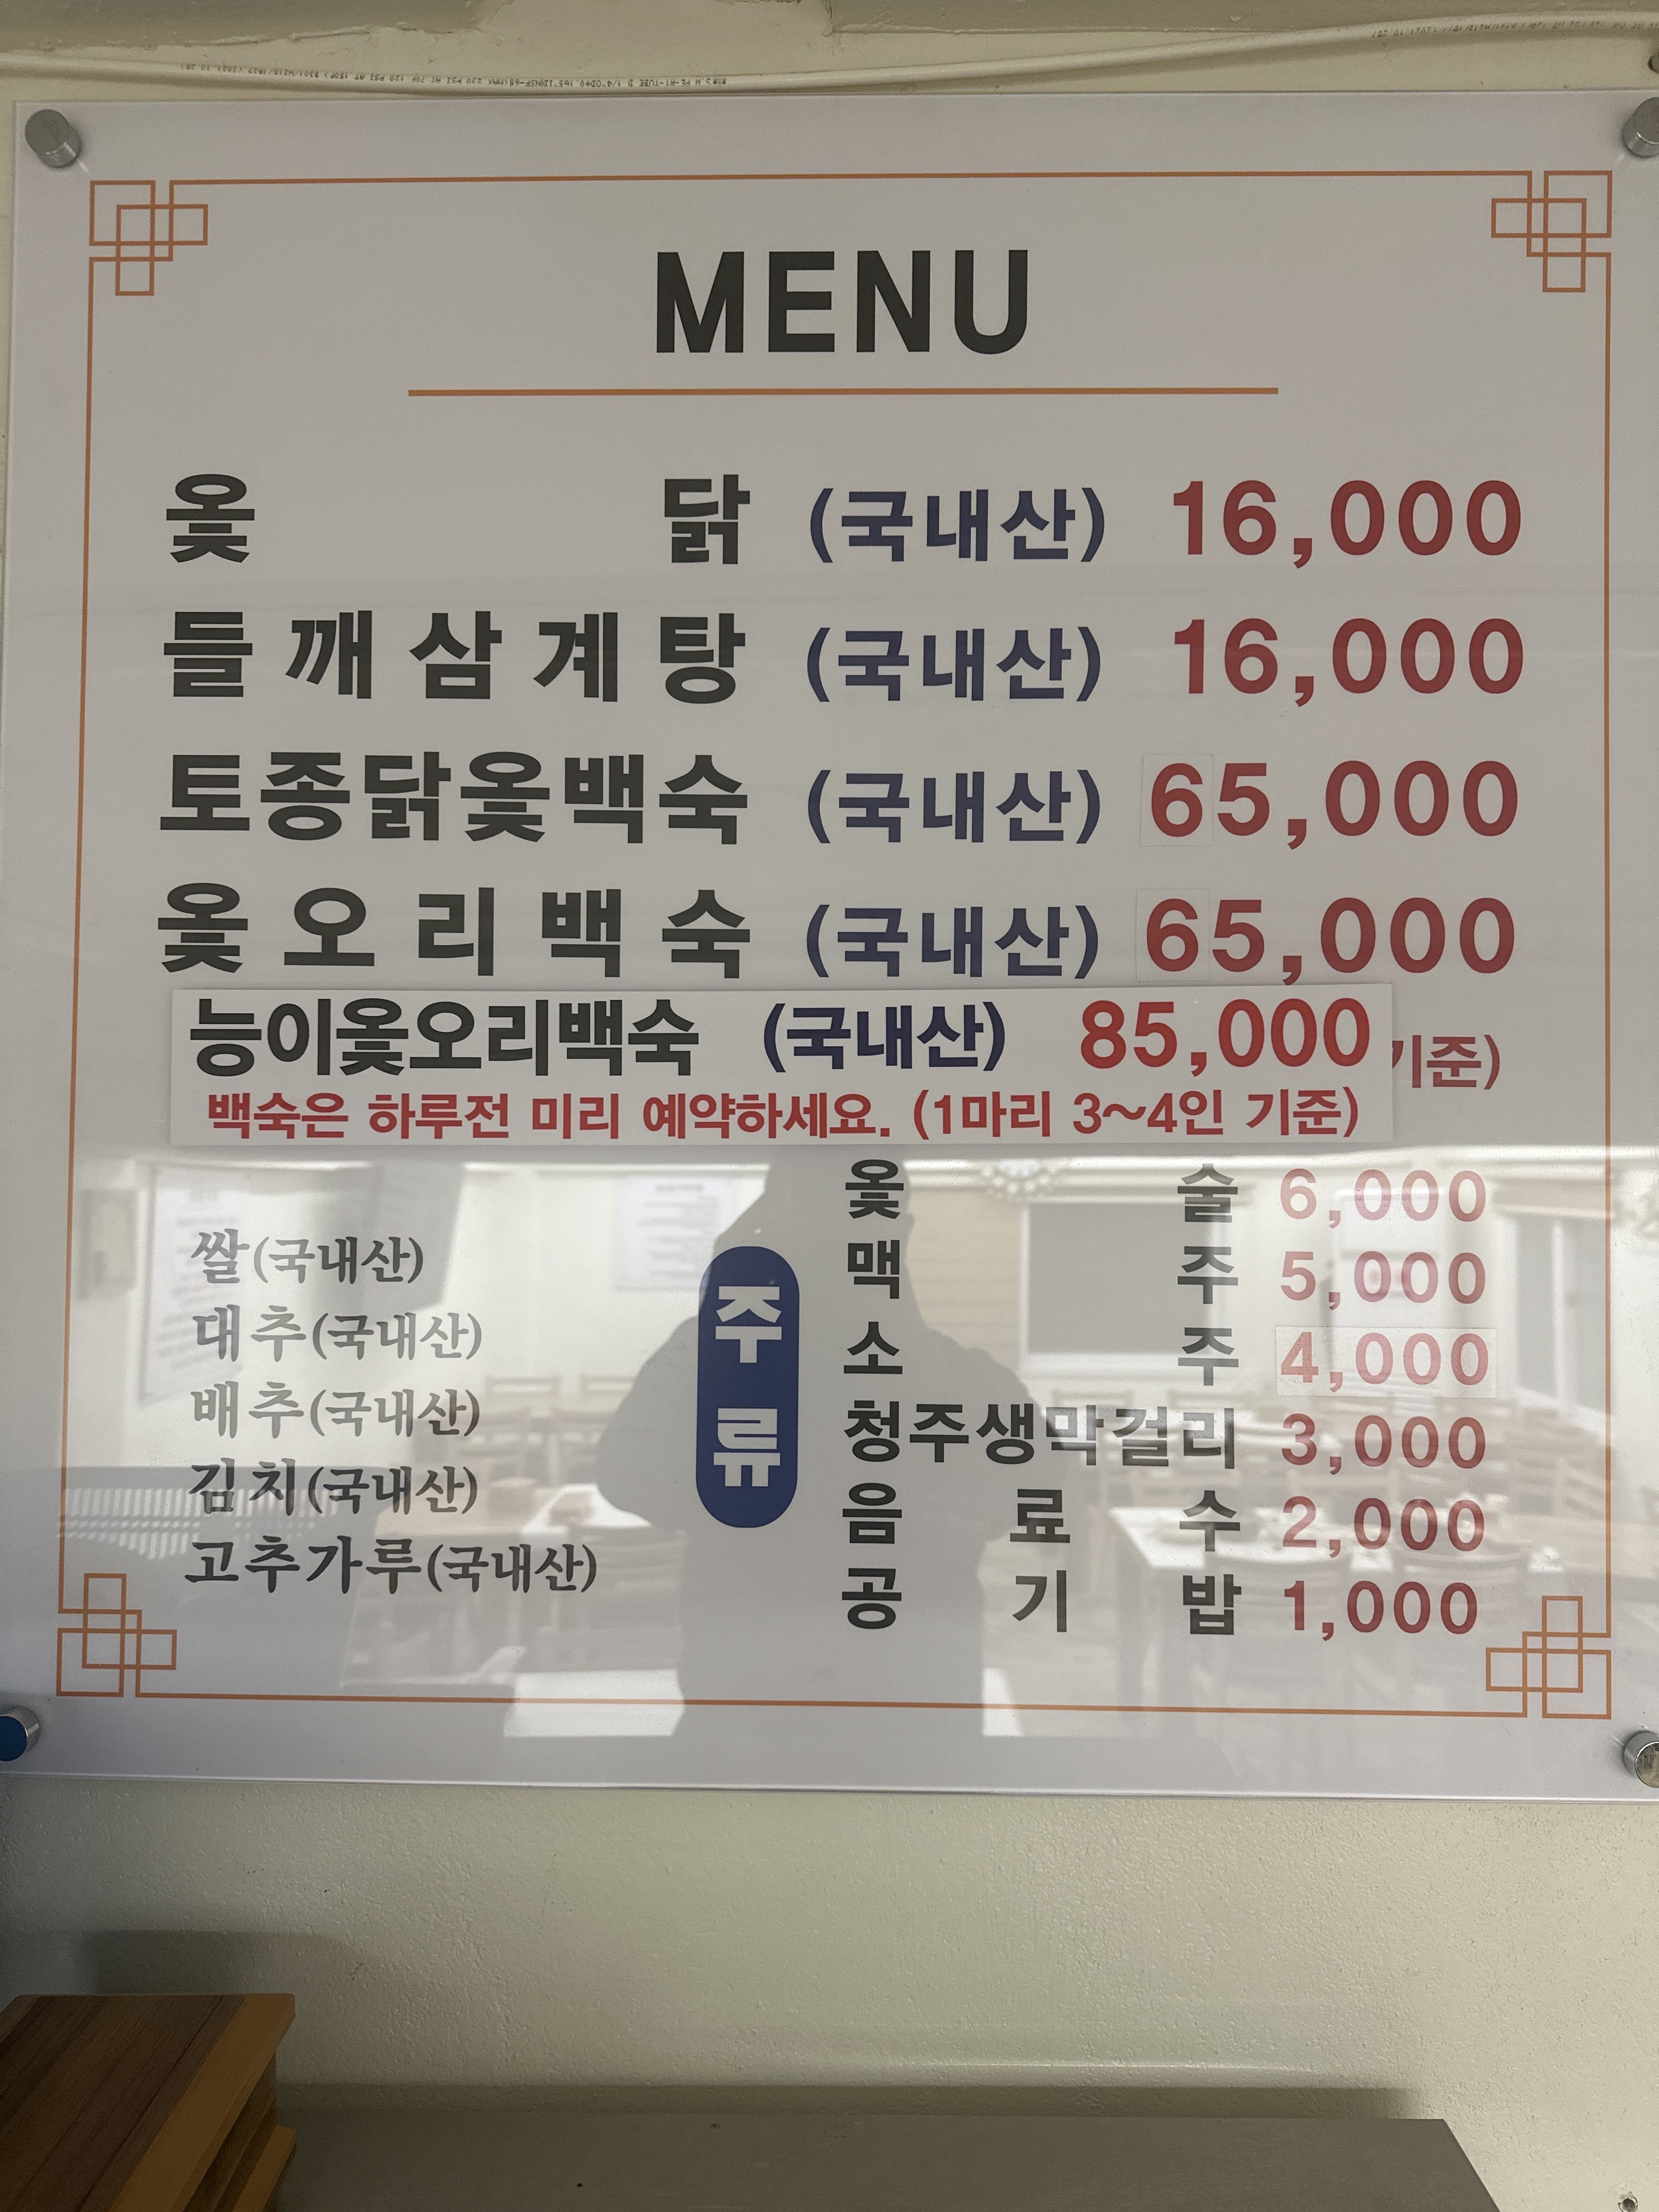 MENU
옻 닭 (국내산) 16,000
들깨삼계탕 (국내산) 16,000
토종닭옻백숙 (국내산) 65,000
옻오리백숙 (국내산) 65,000
능이옻오리백숙 (국내산) 85,000
기준)
백숙은 하루전 미리 예약하세요. (1마리 3~4인 기준)
쌀(국내산)
대추(국내산)
배추(국내산)
김치(국내산)
고추가루(국내산)
주류
옻 술 6,000
맥 주 5,000
소 주 4,000
청주생막걸리 3,000
음 료 수 2,000
공 기 밥 1,000